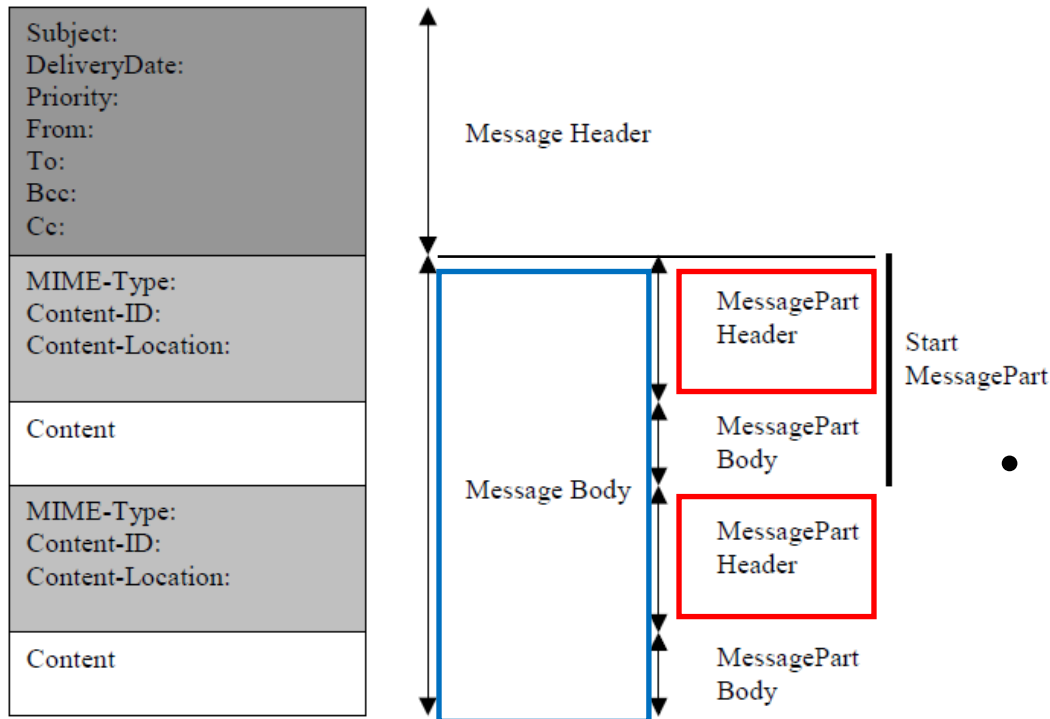 Subject:
DeliveryDate:
Priority:
From:
To:
Bcc:
Cc:
Message Header
MIME-Type:
Content-ID:
Content-Location:
MessagePart
Header
Start
MessagePart
Content
MessagePart
Body
Message Body
MIME-Type:
Content-ID:
Content-Location:
MessagePart
Header
Content
MessagePart
Body